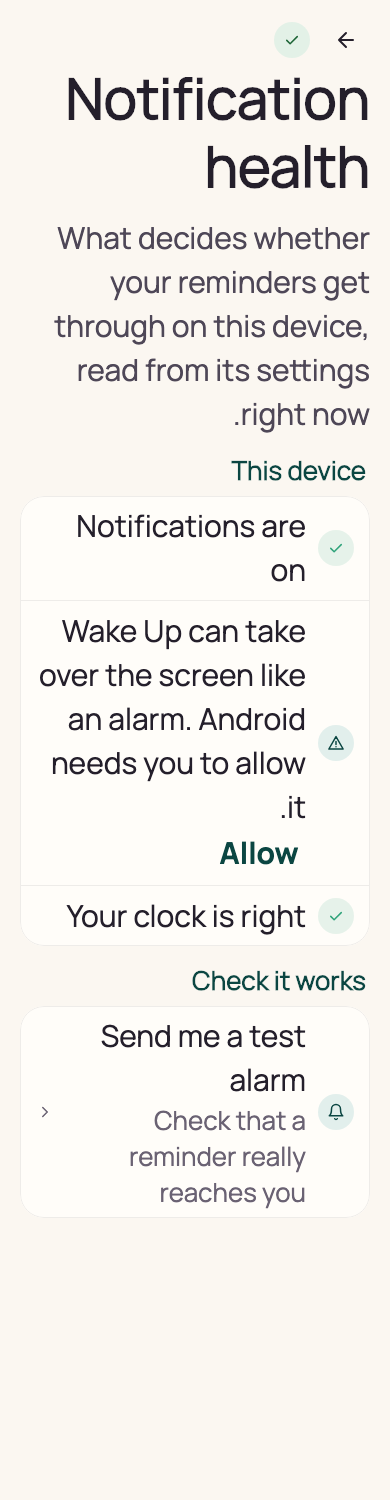 Notification
health
What decides whether
your reminders get
through on this device,
read from its settings
.right now
This device
Notifications are
on
Wake Up can take
over the screen like
an alarm. Android
needs you to allow
.it
Allow
Your clock is right
Check it works
Send me a test
alarm
Check that a
reminder really
reaches you